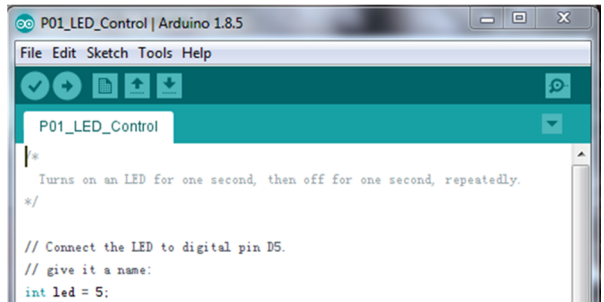 P01_LED_Control | Arduino 1.8.5
File Edit Sketch Tools Help
P01_LED_Control
/*
Turns on an LED for one second, then off for one second, repeatedly.
*/
// Connect the LED to digital pin D5.
// give it a name:
int led = 5;